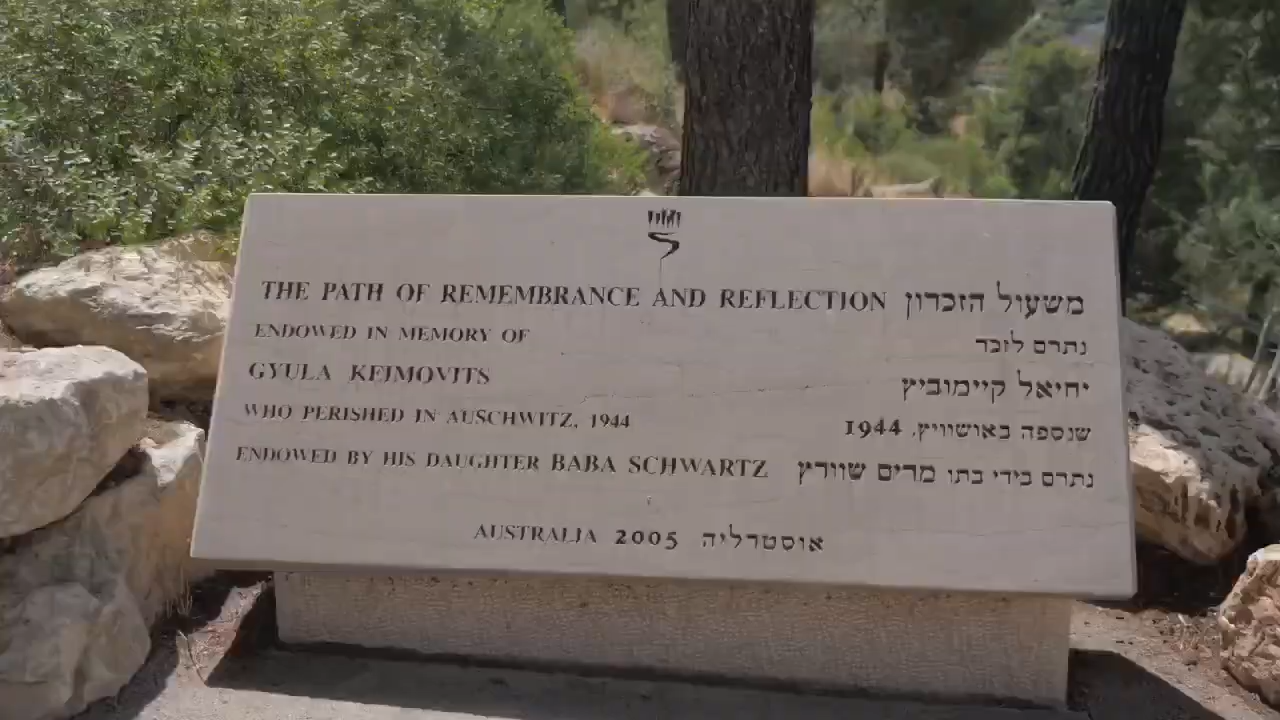 THE PATH OF REMEMBRANCE AND REFLECTION משעול הזכרון
ENDOWED IN MEMORY OF נתרם לזכר
GYULA KEIMOVITS יחיאל קיימוביץ
WHO PERISHED IN AUSCHWITZ, 1944 שנספה באושוויץ, 1944
ENDOWED BY HIS DAUGHTER BABA SCHWARTZ נתרם בידי בתו מרים שוורץ
AUSTRALIA 2005 אוסטרליה